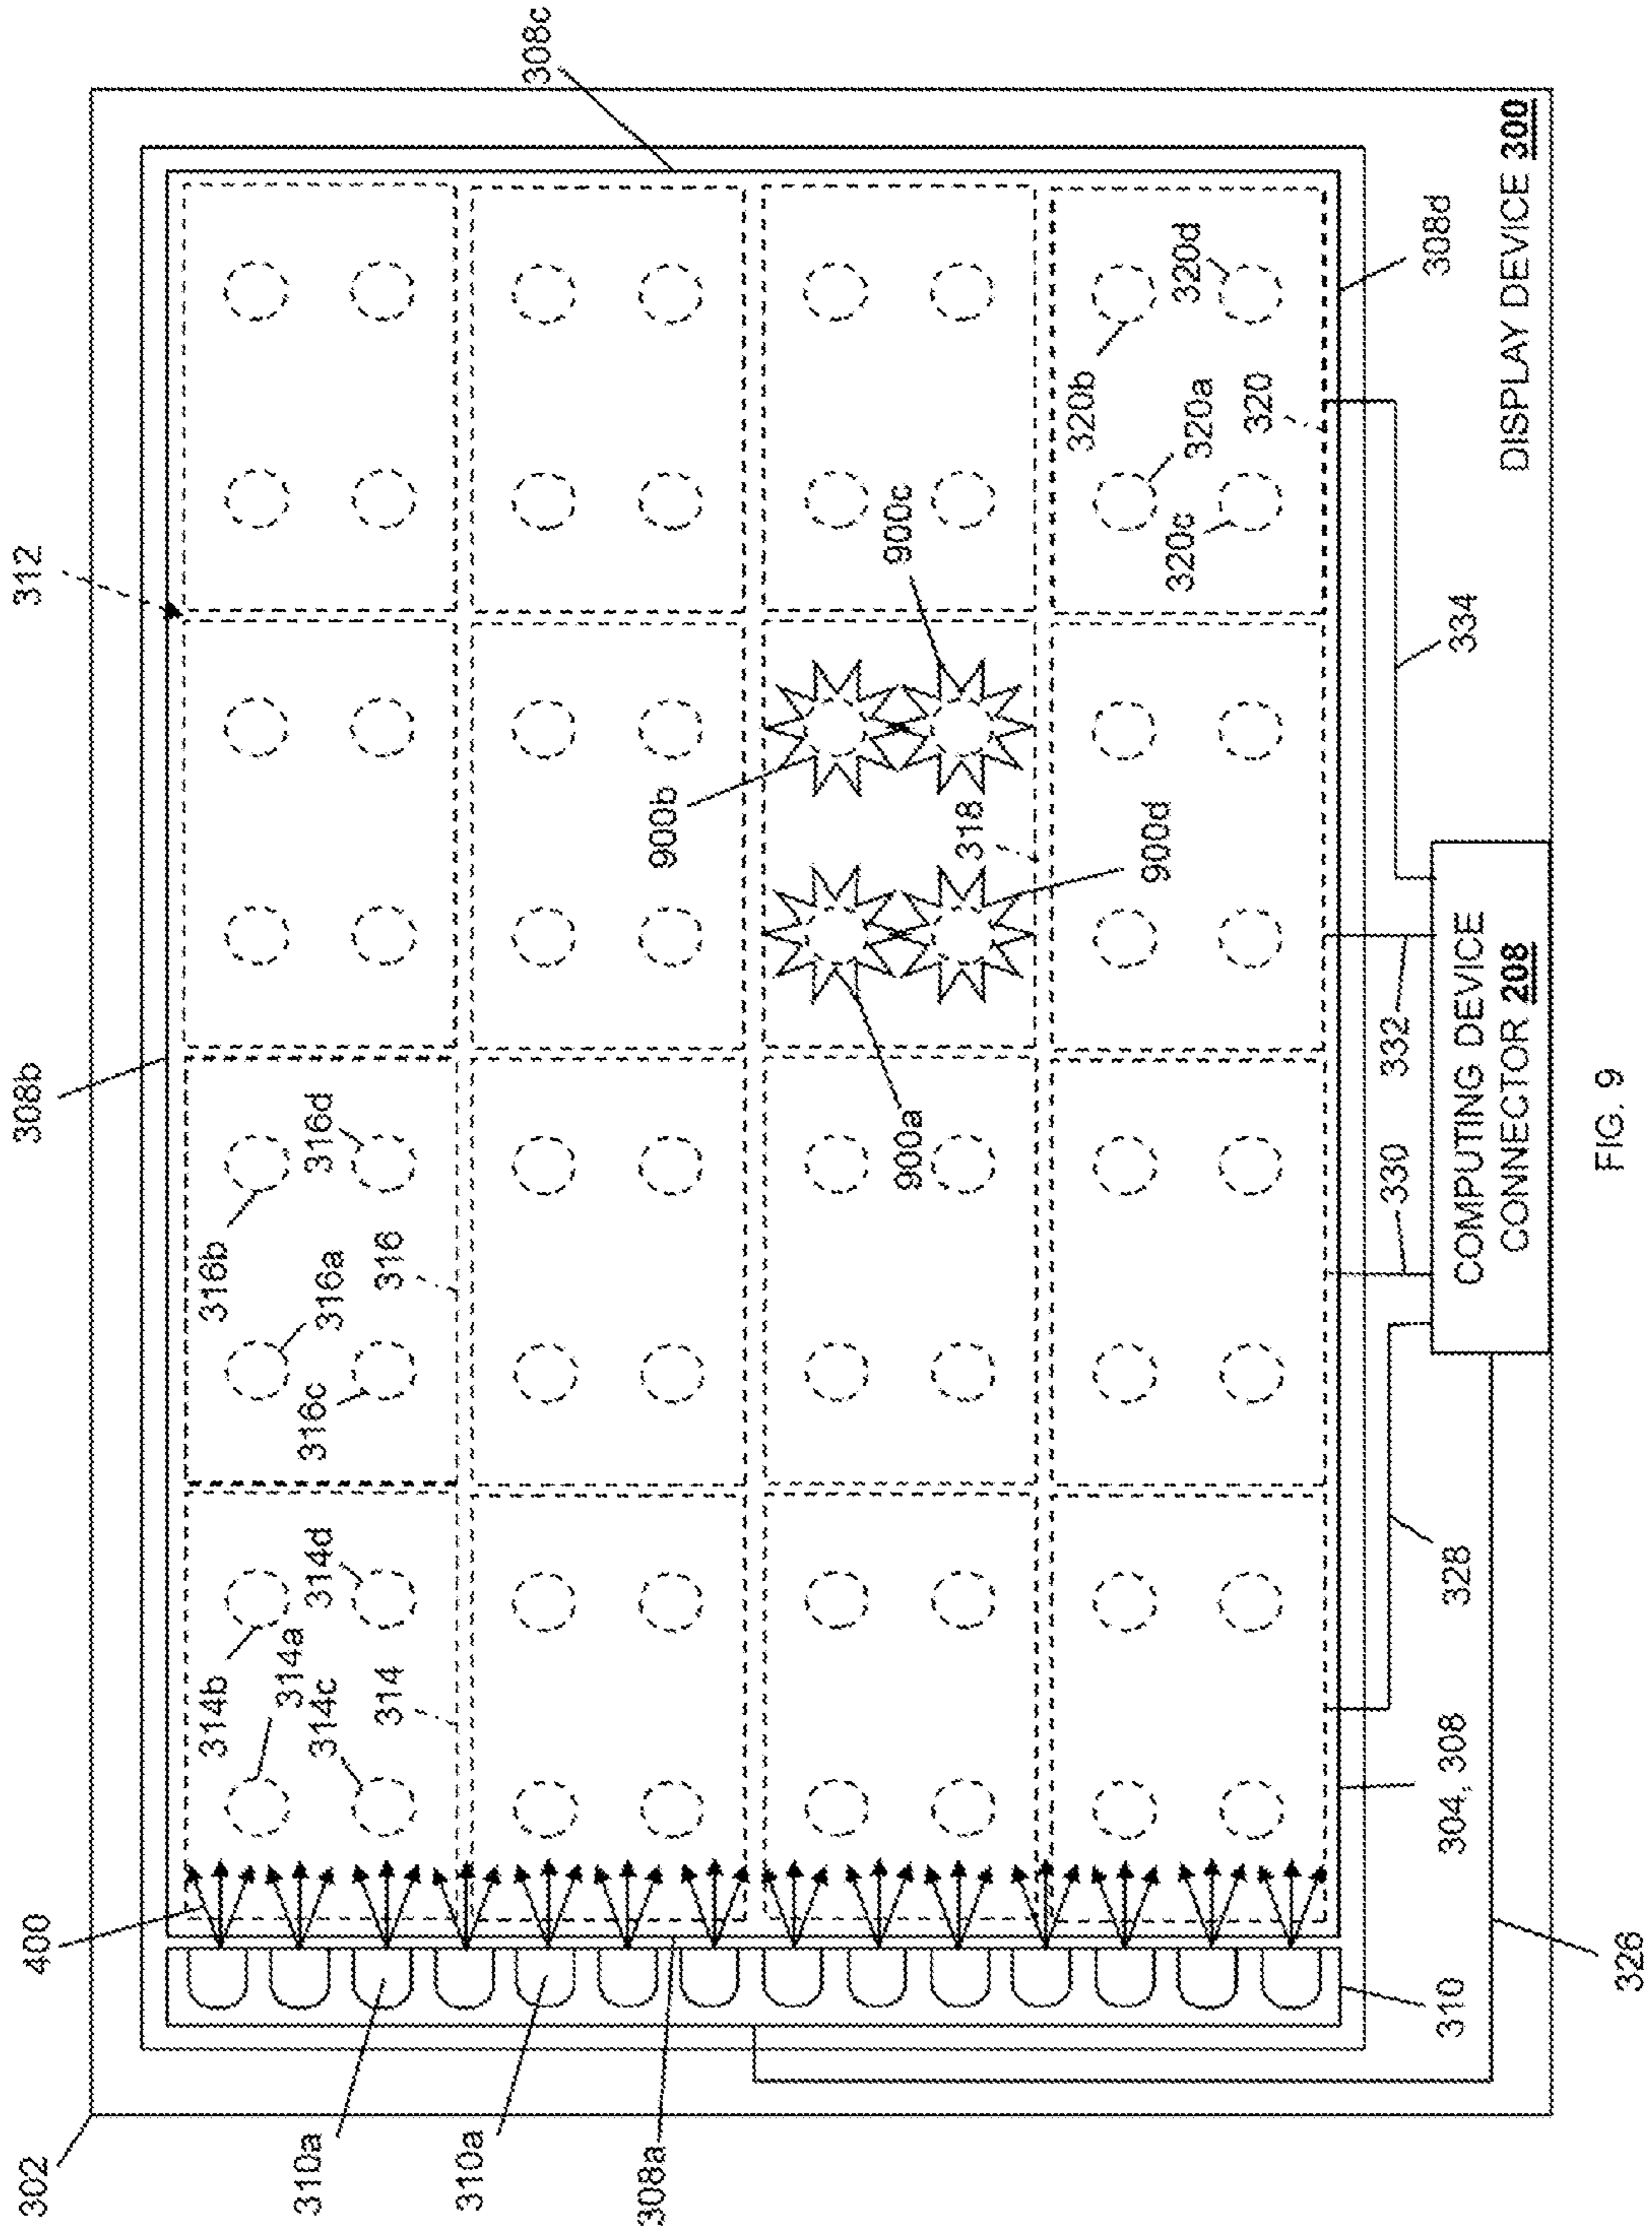 302
400
308b
312
308c
314b
316b
314a
310a
314c
314d
316c
316a
316d
314
316
310a
308a
900b
900a
900c
318
320b
900d
320c
320d
320a
320
330
332
308d
310
304, 308
328
334
COMPUTING DEVICE
CONNECTOR 208
DISPLAY DEVICE 300
326
FIG. 9